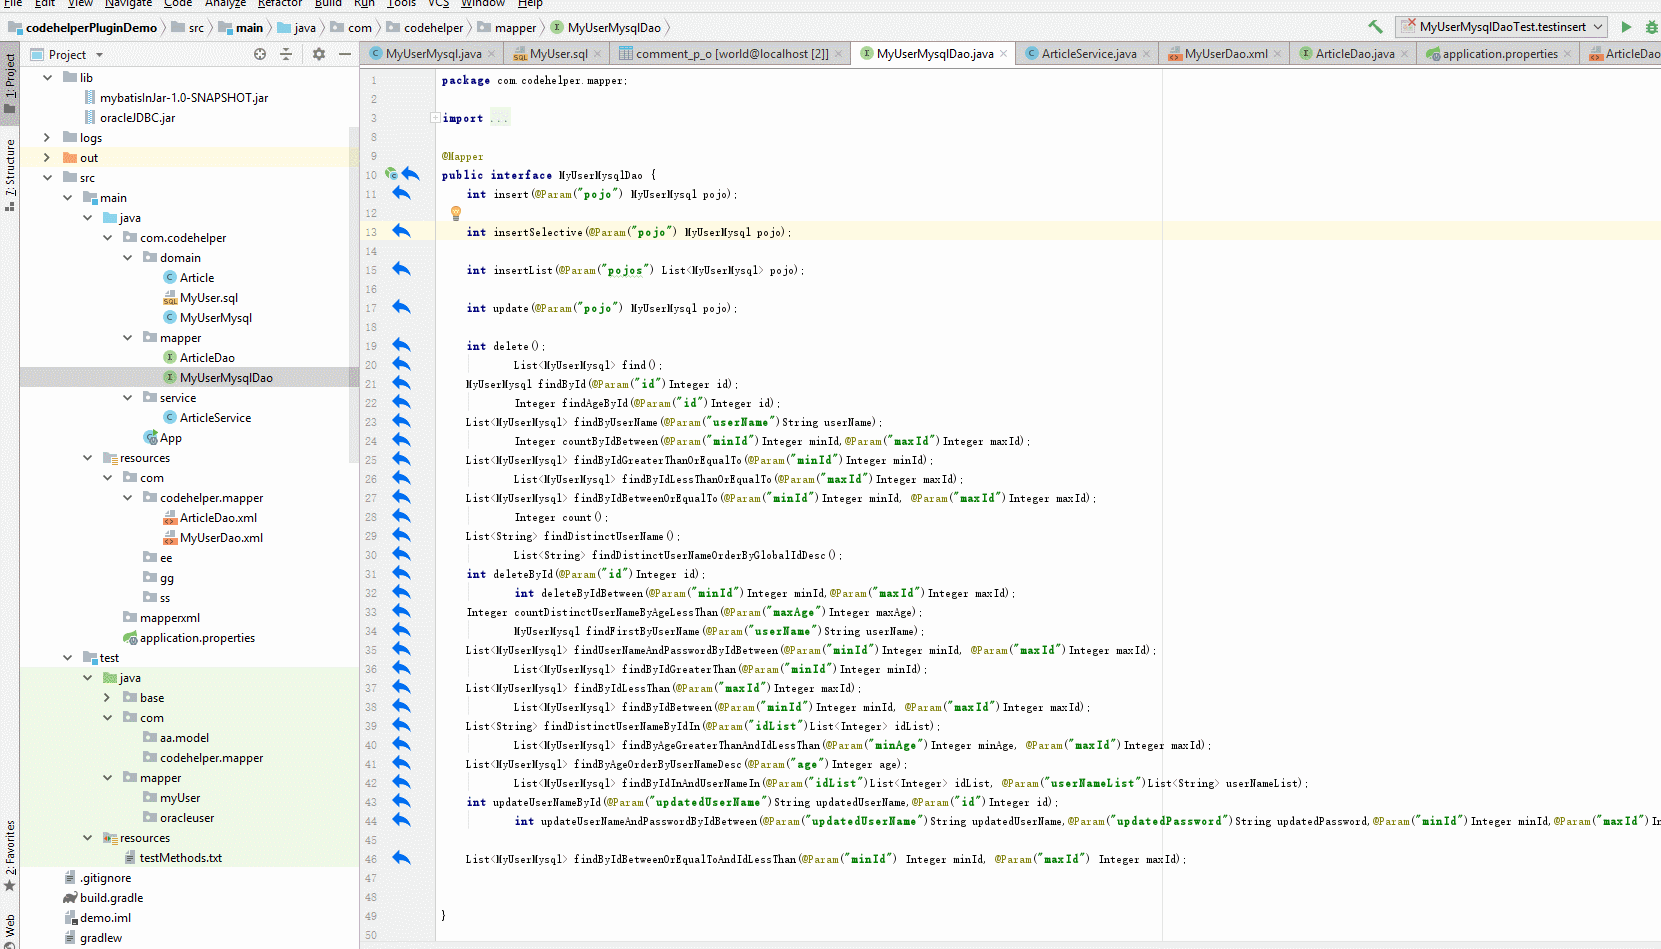 File Edit View Navigate Code Analyze Refactor Build Run Tools VCS Window Help
codehelperPluginDemo src main java com codehelper mapper MyUserMysqlDao
MyUserMysqlDaoTest.testinsert
Project
MyUserMysql.java
MyUser.sql
comment_p_o [world@localhost [2]]
MyUserMysqlDao.java
ArticleService.java
MyUserDao.xml
ArticleDao.java
application.properties
ArticleDao
1: Project
7: Structure
2: Favorites
Web
lib
mybatisInJar-1.0-SNAPSHOT.jar
oracleJDBC.jar
logs
out
src
main
java
com.codehelper
domain
Article
MyUser.sql
MyUserMysql
mapper
ArticleDao
MyUserMysqlDao
service
ArticleService
App
resources
com
codehelper.mapper
ArticleDao.xml
MyUserDao.xml
ee
gg
ss
mapperxml
application.properties
test
java
base
com
aa.model
codehelper.mapper
mapper
myUser
oracleuser
resources
testMethods.txt
.gitignore
build.gradle
demo.iml
gradlew
1 package com.codehelper.mapper;
2
3 import ...
8
9 @Mapper
10 public interface MyUserMysqlDao {
11 int insert(@Param("pojo") MyUserMysql pojo);
12
13 int insertSelective(@Param("pojo") MyUserMysql pojo);
14
15 int insertList(@Param("pojos") List<MyUserMysql> pojo);
16
17 int update(@Param("pojo") MyUserMysql pojo);
18
19 int delete();
20 List<MyUserMysql> find();
21 MyUserMysql findById(@Param("id")Integer id);
22 Integer findAgeById(@Param("id")Integer id);
23 List<MyUserMysql> findByUserName(@Param("userName")String userName);
24 Integer countByIdBetween(@Param("minId")Integer minId,@Param("maxId")Integer maxId);
25 List<MyUserMysql> findByIdGreaterThanOrEqualTo(@Param("minId")Integer minId);
26 List<MyUserMysql> findByIdLessThanOrEqualTo(@Param("maxId")Integer maxId);
27 List<MyUserMysql> findByIdBetweenOrEqualTo(@Param("minId")Integer minId, @Param("maxId")Integer maxId);
28 Integer count();
29 List<String> findDistinctUserName();
30 List<String> findDistinctUserNameOrderByGlobalIdDesc();
31 int deleteById(@Param("id")Integer id);
32 int deleteByIdBetween(@Param("minId")Integer minId,@Param("maxId")Integer maxId);
33 Integer countDistinctUserNameByAgeLessThan(@Param("maxAge")Integer maxAge);
34 MyUserMysql findFirstByUserName(@Param("userName")String userName);
35 List<MyUserMysql> findUserNameAndPasswordByIdBetween(@Param("minId")Integer minId, @Param("maxId")Integer maxId);
36 List<MyUserMysql> findByIdGreaterThan(@Param("minId")Integer minId);
37 List<MyUserMysql> findByIdLessThan(@Param("maxId")Integer maxId);
38 List<MyUserMysql> findByIdBetween(@Param("minId")Integer minId, @Param("maxId")Integer maxId);
39 List<String> findDistinctUserNameByIdIn(@Param("idList")List<Integer> idList);
40 List<MyUserMysql> findByAgeGreaterThanAndIdLessThan(@Param("minAge")Integer minAge, @Param("maxId")Integer maxId);
41 List<MyUserMysql> findByAgeOrderByUserNameDesc(@Param("age")Integer age);
42 List<MyUserMysql> findByIdInAndUserNameIn(@Param("idList")List<Integer> idList, @Param("userNameList")List<String> userNameList);
43 int updateUserNameById(@Param("updatedUserName")String updatedUserName,@Param("id")Integer id);
44 int updateUserNameAndPasswordByIdBetween(@Param("updatedUserName")String updatedUserName,@Param("updatedPassword")String updatedPassword,@Param("minId")Integer minId,@Param("maxId")In
45
46 List<MyUserMysql> findByIdBetweenOrEqualToAndIdLessThan(@Param("minId") Integer minId, @Param("maxId") Integer maxId);
47
48
49 }
50